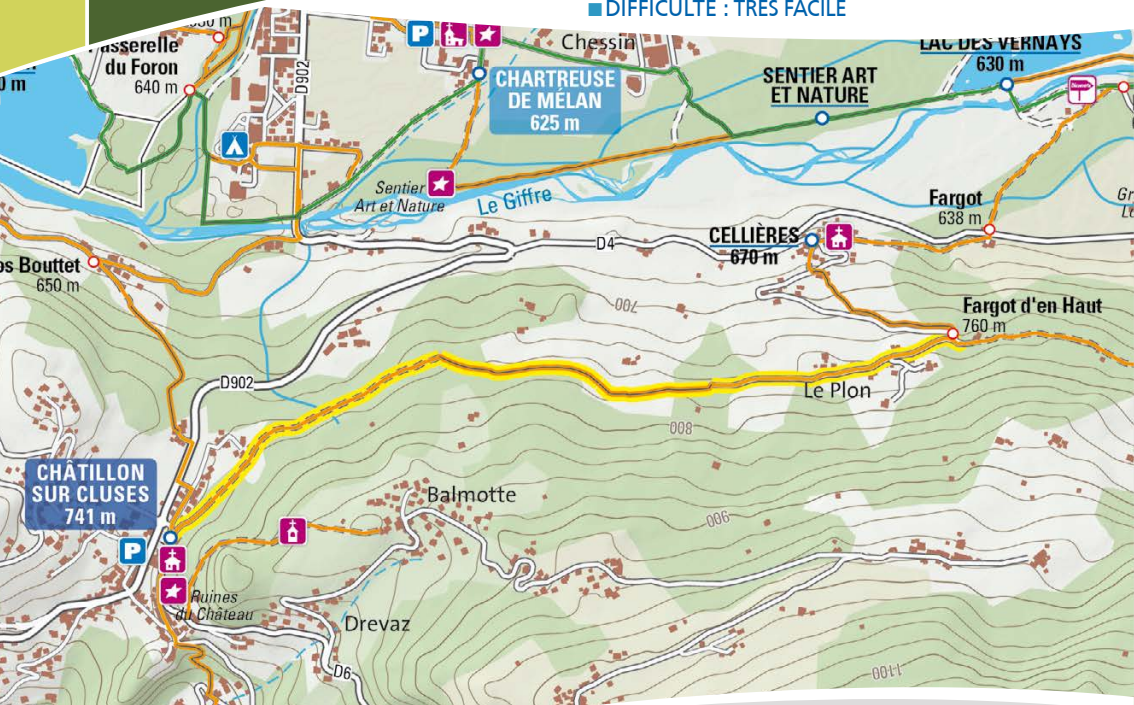 DIFFICULTÉ : TRÈS FACILE
Passerelle
du Foron
640 m
D902
P
Chessin
CHARTREUSE
DE MÉLAN
625 m
SENTIER ART
ET NATURE
LAC DES VERNAYS
630 m
Sentier
Art et Nature
Le Giffre
Fargot
638 m
D4
CELLIÈRES
670 m
os Bouttet
650 m
700
Fargot d'en Haut
760 m
D902
Le Plon
800
CHÂTILLON
SUR CLUSES
741 m
Balmotte
900
P
Ruines
du Château
Drevaz
D6
1100